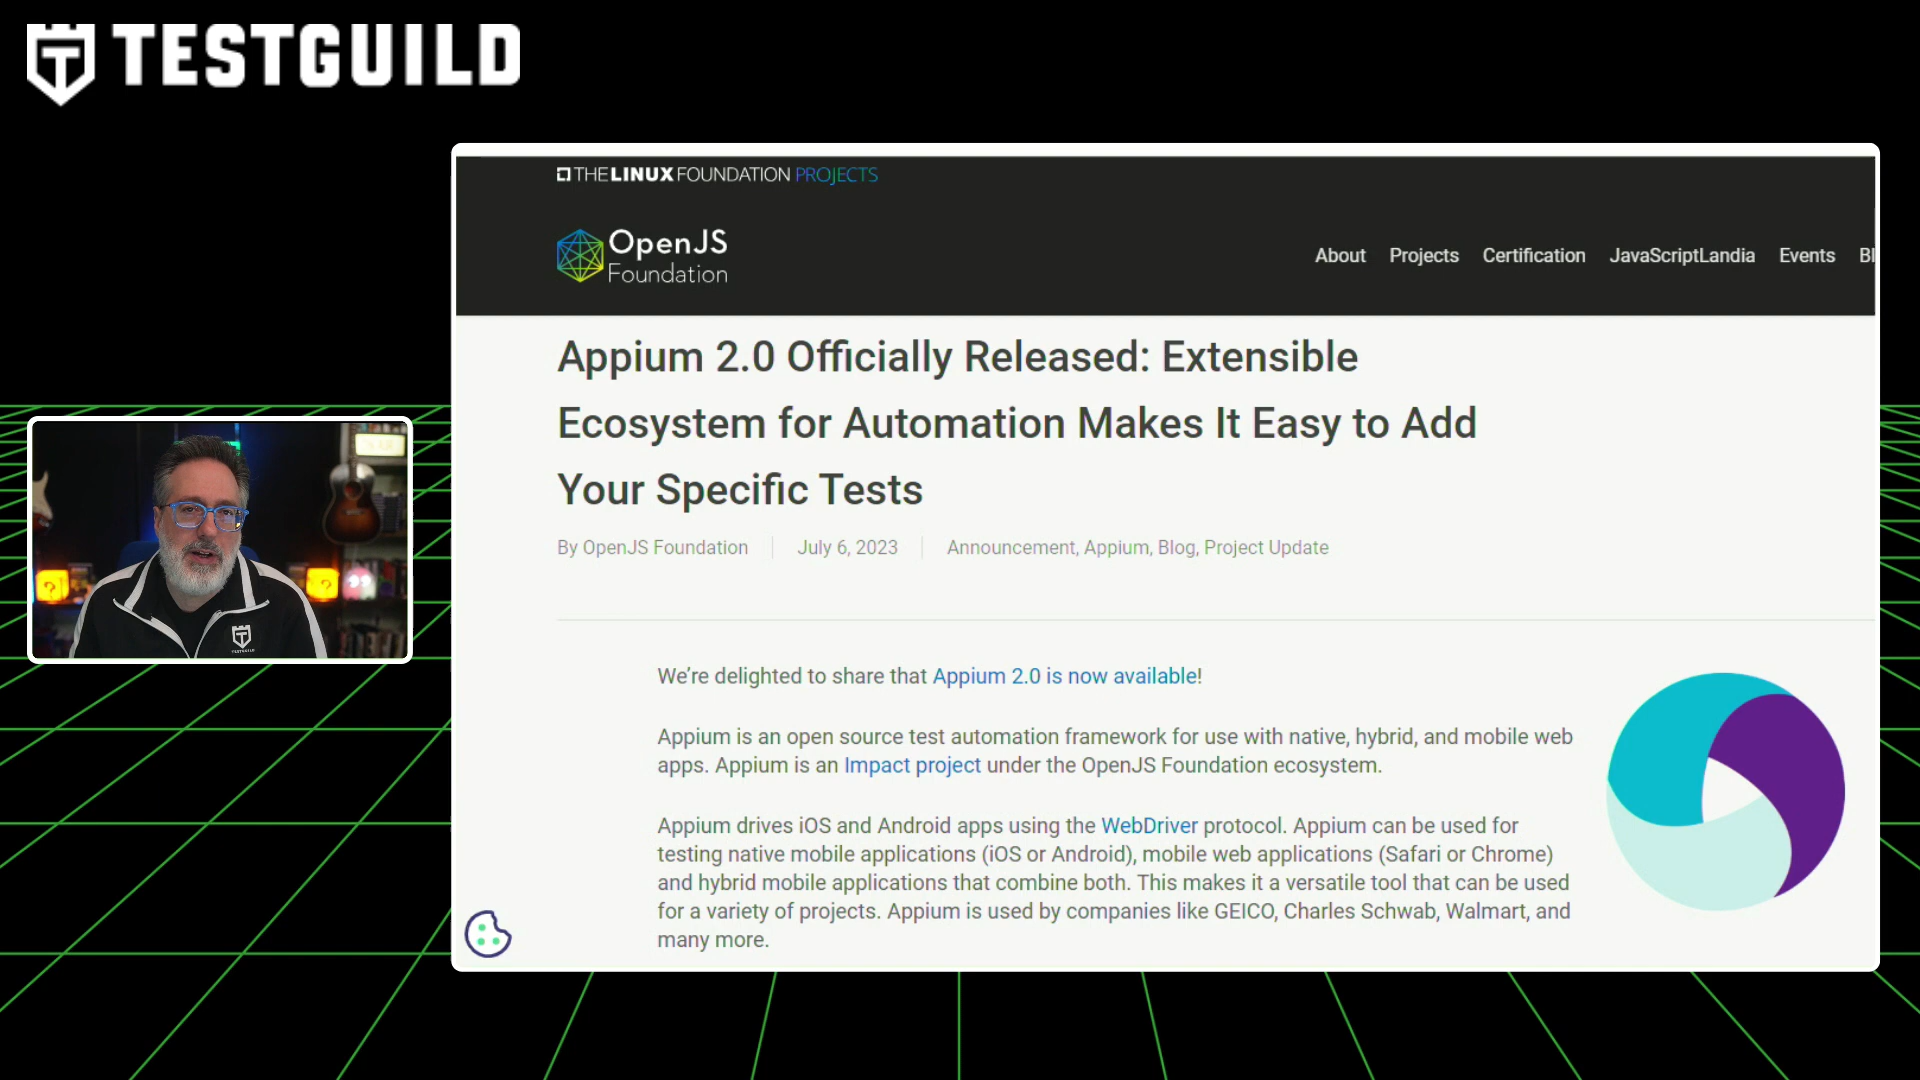 TESTGUILD
THE LINUX FOUNDATION PROJECTS
OpenJS
Foundation
About Projects Certification JavaScriptLandia Events Bl
Appium 2.0 Officially Released: Extensible
Ecosystem for Automation Makes It Easy to Add
Your Specific Tests
By OpenJS Foundation July 6, 2023 Announcement, Appium, Blog, Project Update
We're delighted to share that Appium 2.0 is now available!
Appium is an open source test automation framework for use with native, hybrid, and mobile web
apps. Appium is an Impact project under the OpenJS Foundation ecosystem.
Appium drives iOS and Android apps using the WebDriver protocol. Appium can be used for
testing native mobile applications (iOS or Android), mobile web applications (Safari or Chrome)
and hybrid mobile applications that combine both. This makes it a versatile tool that can be used
for a variety of projects. Appium is used by companies like GEICO, Charles Schwab, Walmart, and
many more.
TESTGUILD